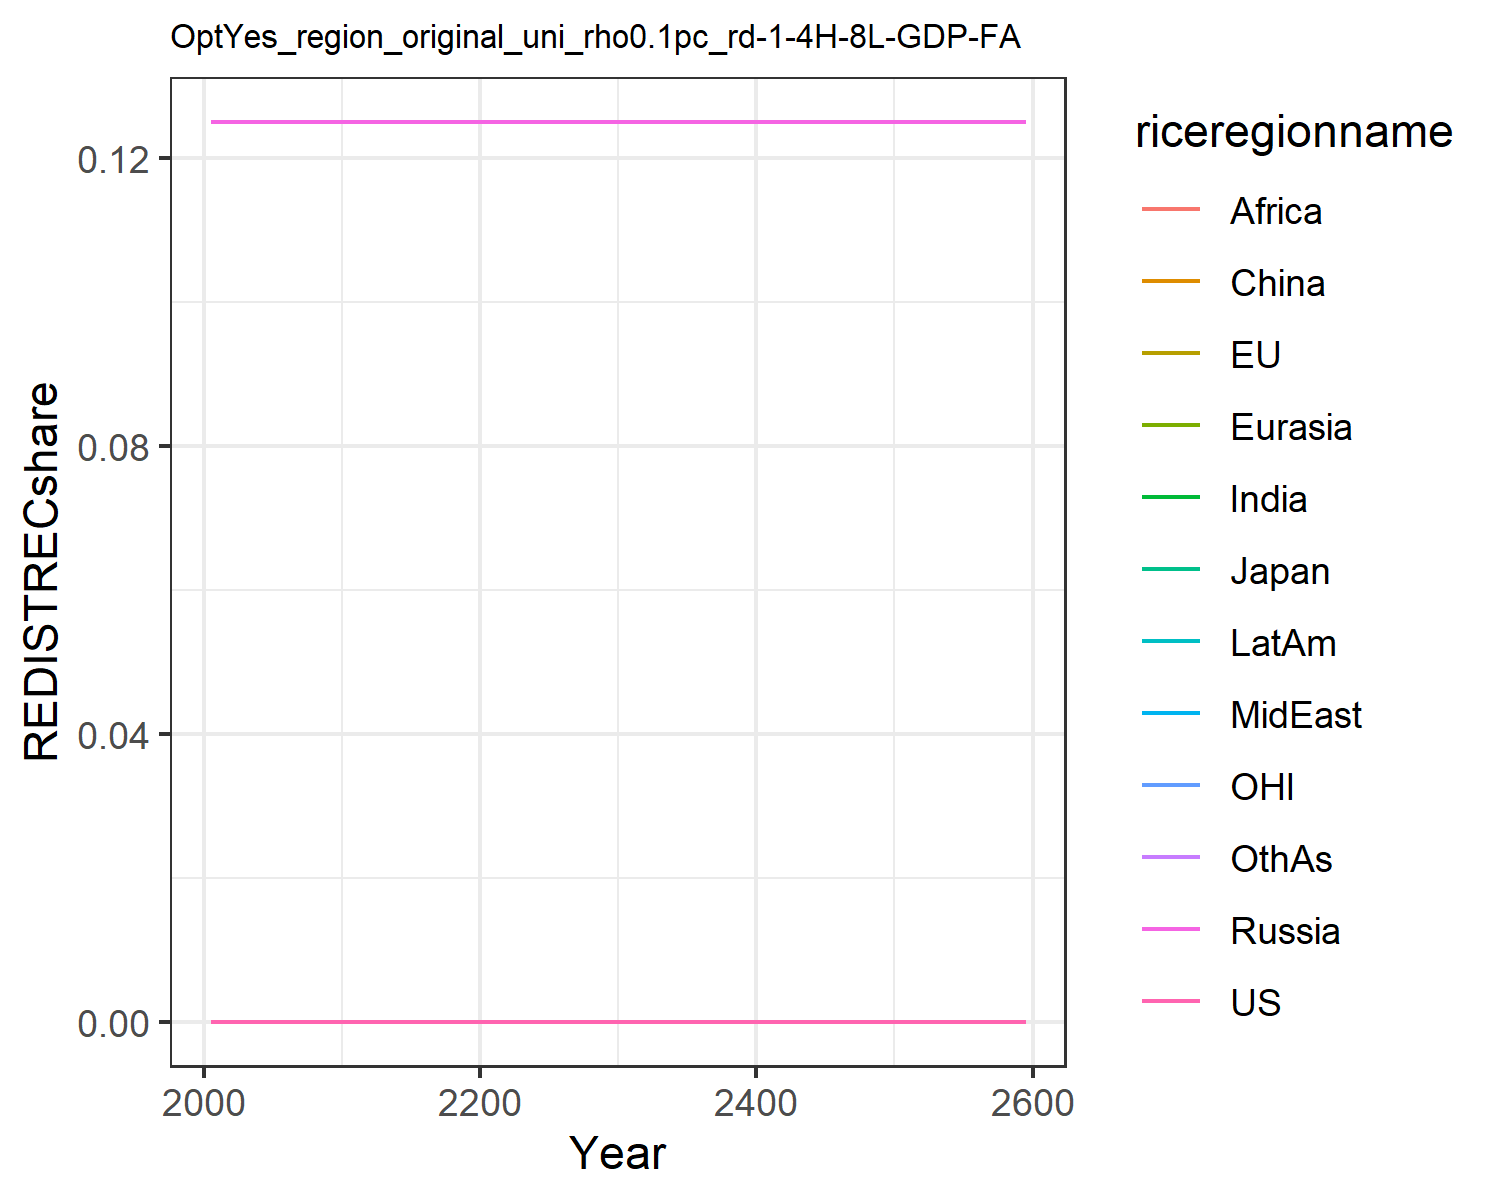 OptYes_region_original_uni_rho0.1pc_rd-1-4H-8L-GDP-FA
REDISTRECshare
0.12
0.08
0.04
0.00
2000 2200 2400 2600
Year
riceregionname
Africa
China
EU
Eurasia
India
Japan
LatAm
MidEast
OHI
OthAs
Russia
US